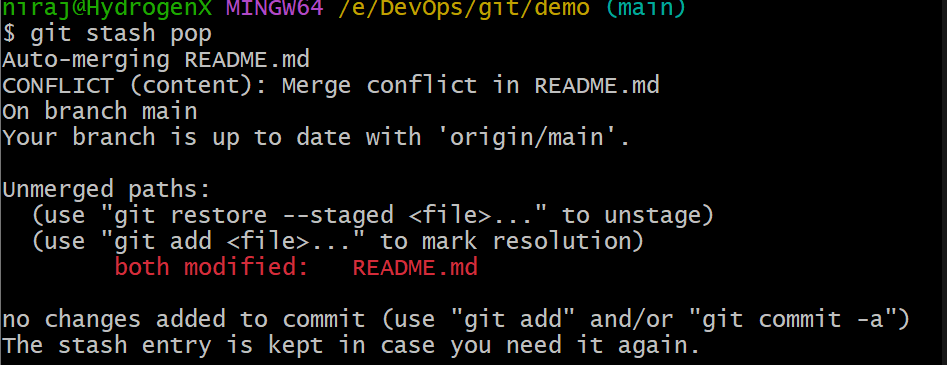 niraj@HydrogenX MINGW64 /e/DevOps/git/demo (main)
$ git stash pop
Auto-merging README.md
CONFLICT (content): Merge conflict in README.md
On branch main
Your branch is up to date with 'origin/main'.
Unmerged paths:
  (use "git restore --staged <file>..." to unstage)
  (use "git add <file>..." to mark resolution)
        both modified:   README.md
no changes added to commit (use "git add" and/or "git commit -a")
The stash entry is kept in case you need it again.